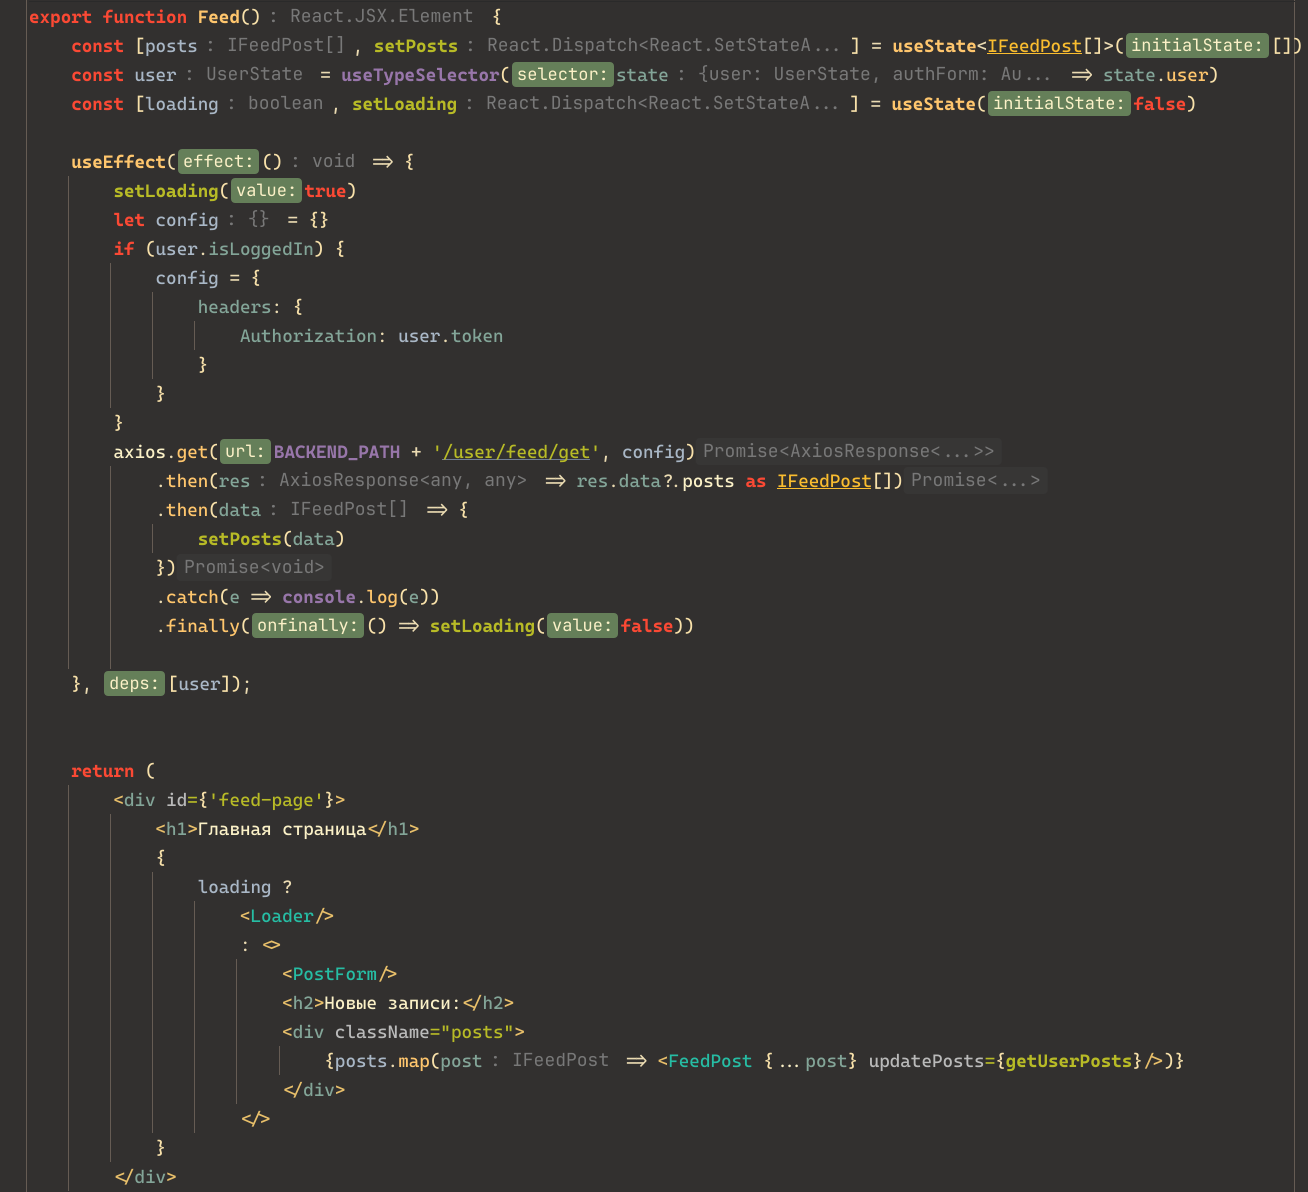 export function Feed() : React.JSX.Element {
const [posts : IFeedPost[] , setPosts : React.Dispatch<React.SetStateA... ] = useState<IFeedPost[]>( initialState: [])
const user : UserState = useTypeSelector( selector: state : {user: UserState, authForm: Au... => state.user)
const [loading : boolean , setLoading : React.Dispatch<React.SetStateA... ] = useState( initialState: false)
useEffect( effect: () : void => {
setLoading( value: true)
let config : {} = {}
if (user.isLoggedIn) {
config = {
headers: {
Authorization: user.token
}
}
}
axios.get( url: BACKEND_PATH + '/user/feed/get', config) Promise<AxiosResponse<...>>
.then(res : AxiosResponse<any, any> => res.data?.posts as IFeedPost[]) Promise<...>
.then(data : IFeedPost[] => {
setPosts(data)
}) Promise<void>
.catch(e => console.log(e))
.finally( onfinally: () => setLoading( value: false))
}, deps: [user]);
return (
<div id={'feed-page'}>
<h1>Главная страница</h1>
{
loading ?
<Loader/>
: <>
<PostForm/>
<h2>Новые записи:</h2>
<div className="posts">
{posts.map(post : IFeedPost => <FeedPost {...post} updatePosts={getUserPosts}/>)}
</div>
</>
}
</div>